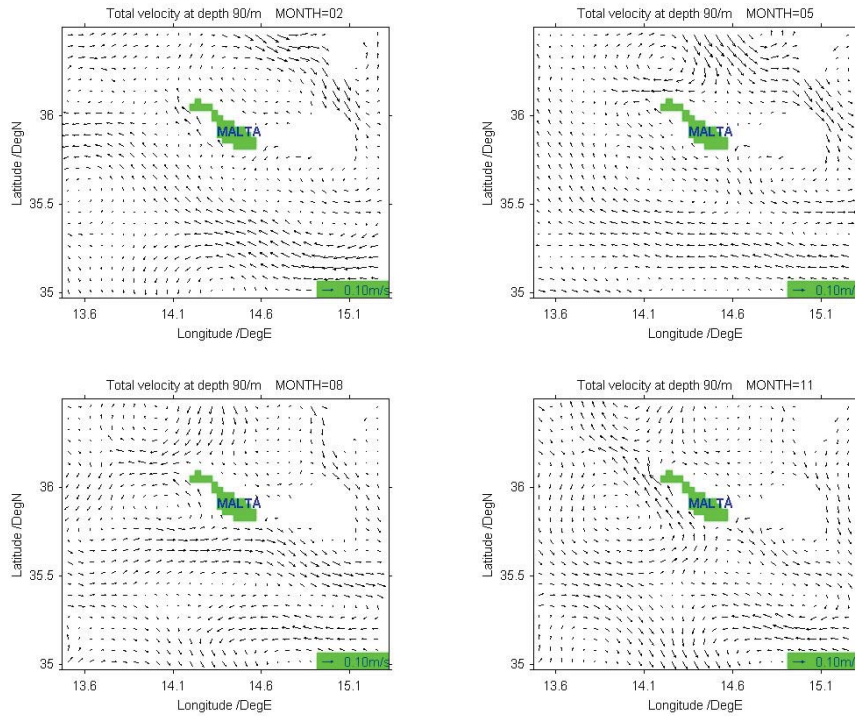 Total velocity at depth 90/m MONTH=02
Latitude /DegN
36
35.5
35
MALTA
0.10m/s
13.6 14.1 14.6 15.1
Longitude /DegE
Total velocity at depth 90/m MONTH=05
Latitude /DegN
36
35.5
35
MALTA
0.10m/
13.6 14.1 14.6 15.1
Longitude /DegE
Total velocity at depth 90/m MONTH=08
Latitude /DegN
36
35.5
35
MALTA
0.10m/s
13.6 14.1 14.6 15.1
Longitude /DegE
Total velocity at depth 90/m MONTH=11
Latitude /DegN
36
35.5
35
MALTA
0.10m/
13.6 14.1 14.6 15.1
Longitude /DegE